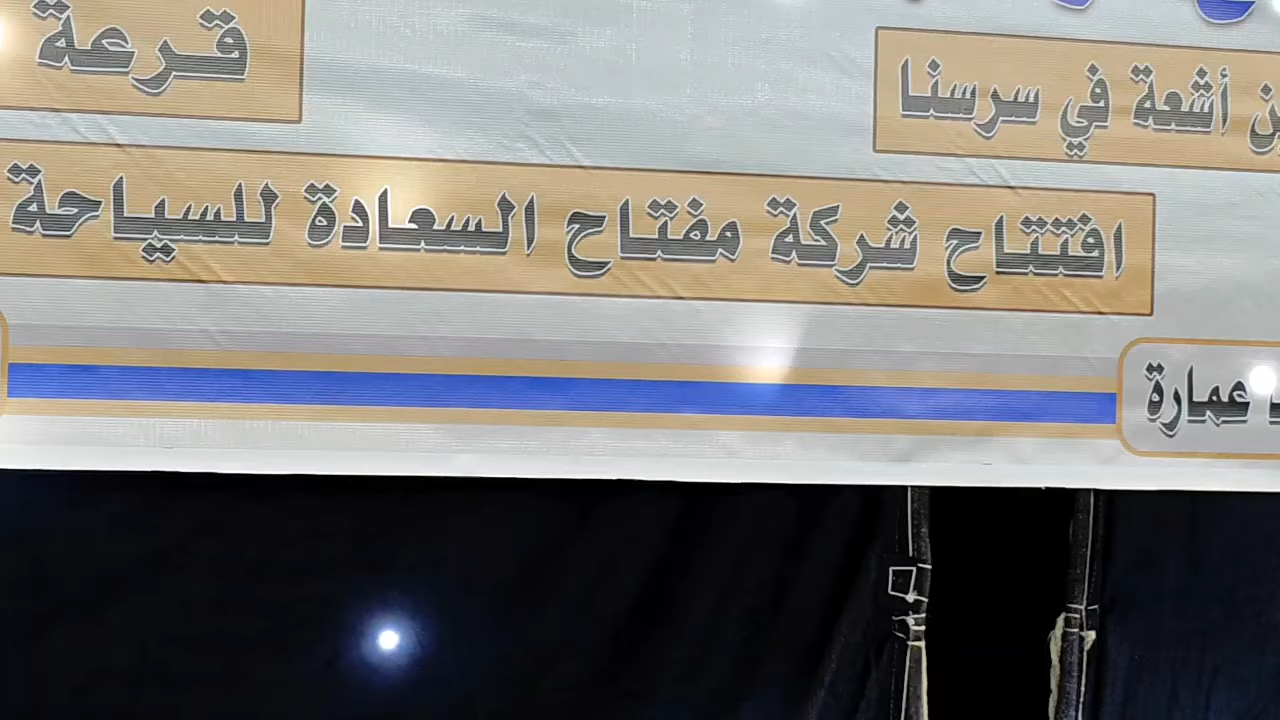 أشعة في سرسنا
قرعة
افتتاح شركة مفتاح السعادة للسياحة
عمارة